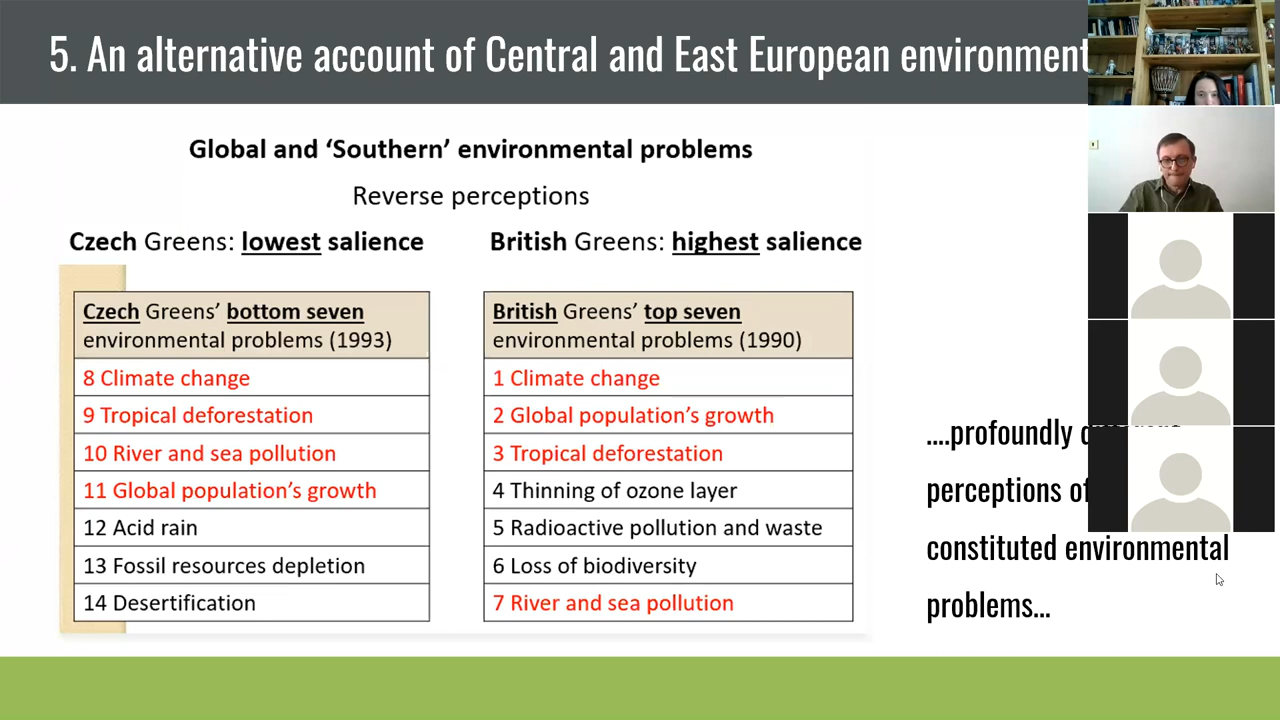 5. An alternative account of Central and East European environment
Global and ‘Southern’ environmental problems
Reverse perceptions
Czech Greens: lowest salience
British Greens: highest salience
Czech Greens’ bottom seven
environmental problems (1993)
8 Climate change
9 Tropical deforestation
10 River and sea pollution
11 Global population’s growth
12 Acid rain
13 Fossil resources depletion
14 Desertification
British Greens’ top seven
environmental problems (1990)
1 Climate change
2 Global population’s growth
3 Tropical deforestation
4 Thinning of ozone layer
5 Radioactive pollution and waste
6 Loss of biodiversity
7 River and sea pollution
....profoundly
perceptions of
constituted environmental
problems...